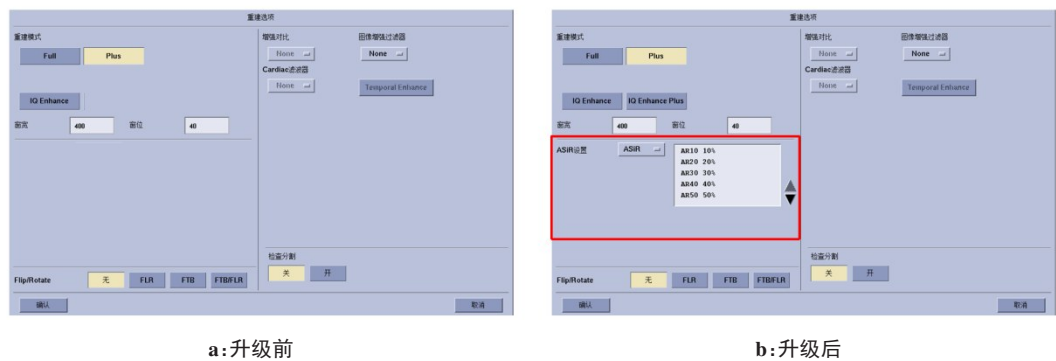 重建选项
重建模式
Full Plus
IQ Enhance
窗宽 400 窗位 40
Flip/Rotate 无 FLR FTB FTB/FLR
增强对比 图像增强过滤器
None None
Cardiac滤波器
None Temporal Enhance
检查分割
关 开
确认 取消
a:升级前
重建选项
重建模式
Full Plus
IQ Enhance IQ Enhance Plus
窗宽 400 窗位 40
ASiR设置 ASiR
AR10 10%
AR20 20%
AR30 30%
AR40 40%
AR50 50%
Flip/Rotate 无 FLR FTB FTB/FLR
增强对比 图像增强过滤器
None None
Cardiac滤波器
None Temporal Enhance
检查分割
关 开
确认 取消
b:升级后